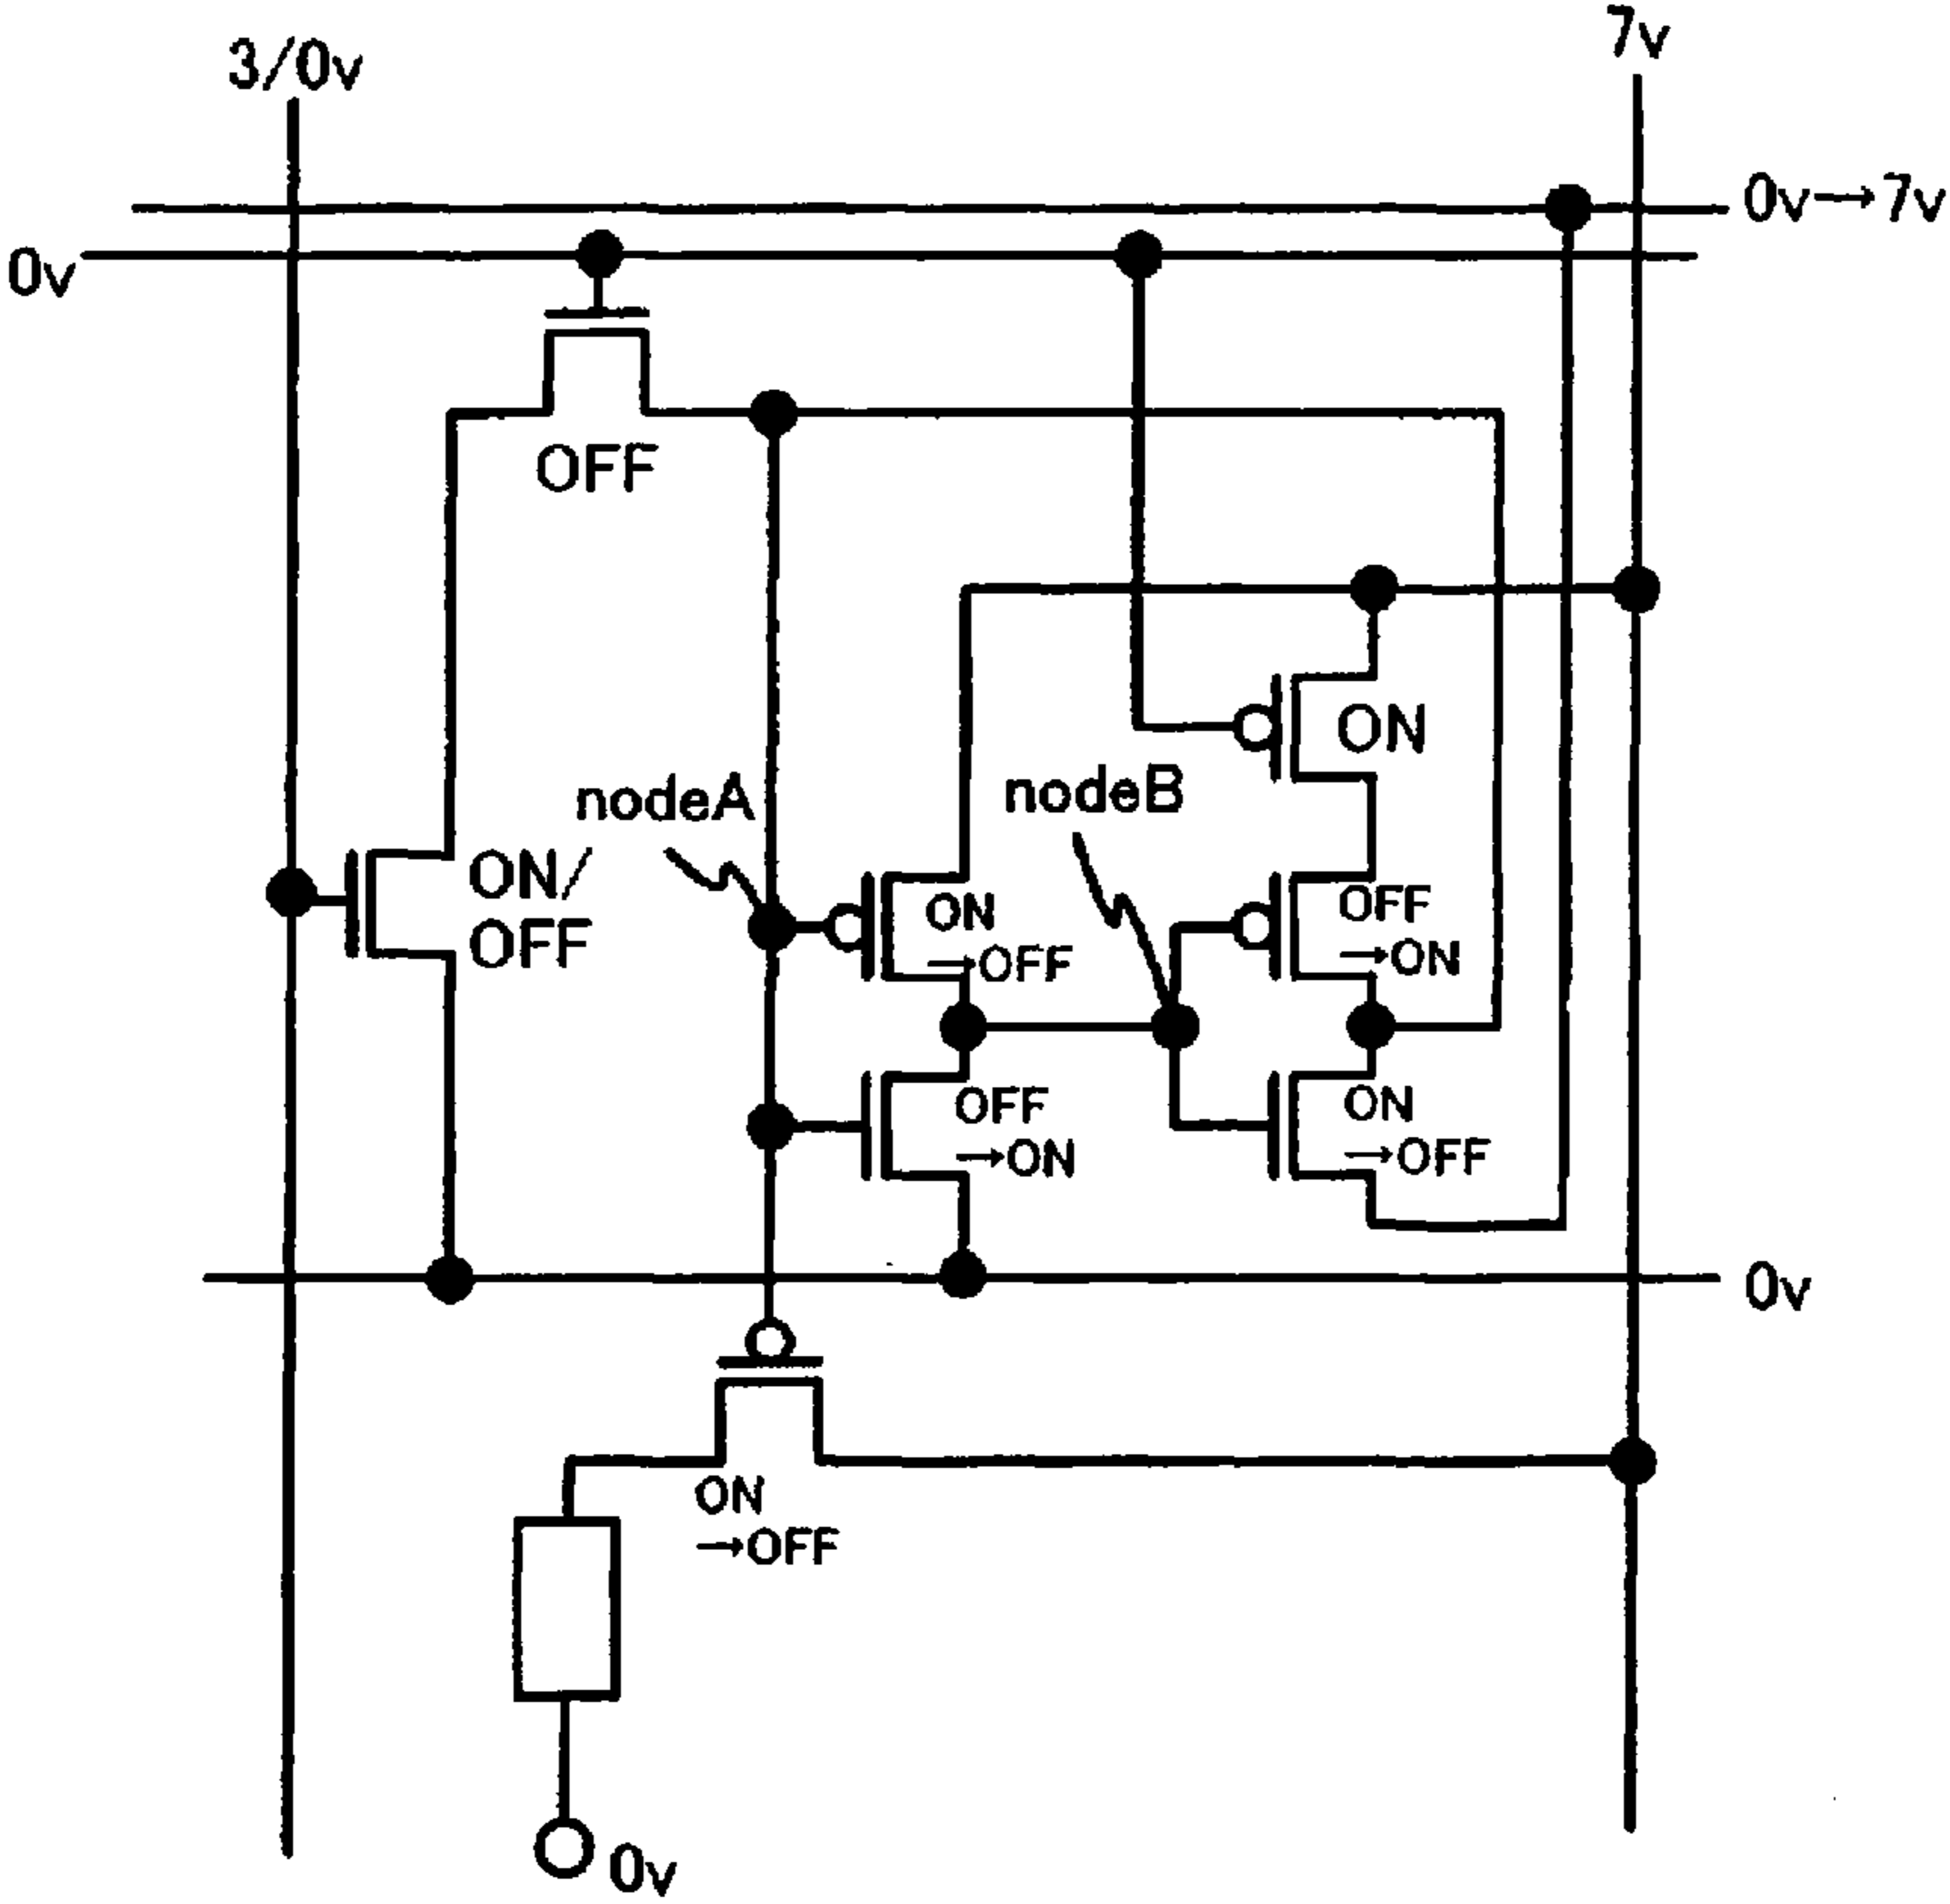 3/0v
7v
0v→7v
0v
OFF
ON
nodeA
nodeB
ON/
OFF
ON
→OFF
OFF
→ON
OFF
→ON
ON
→OFF
0v
ON
→OFF
0v